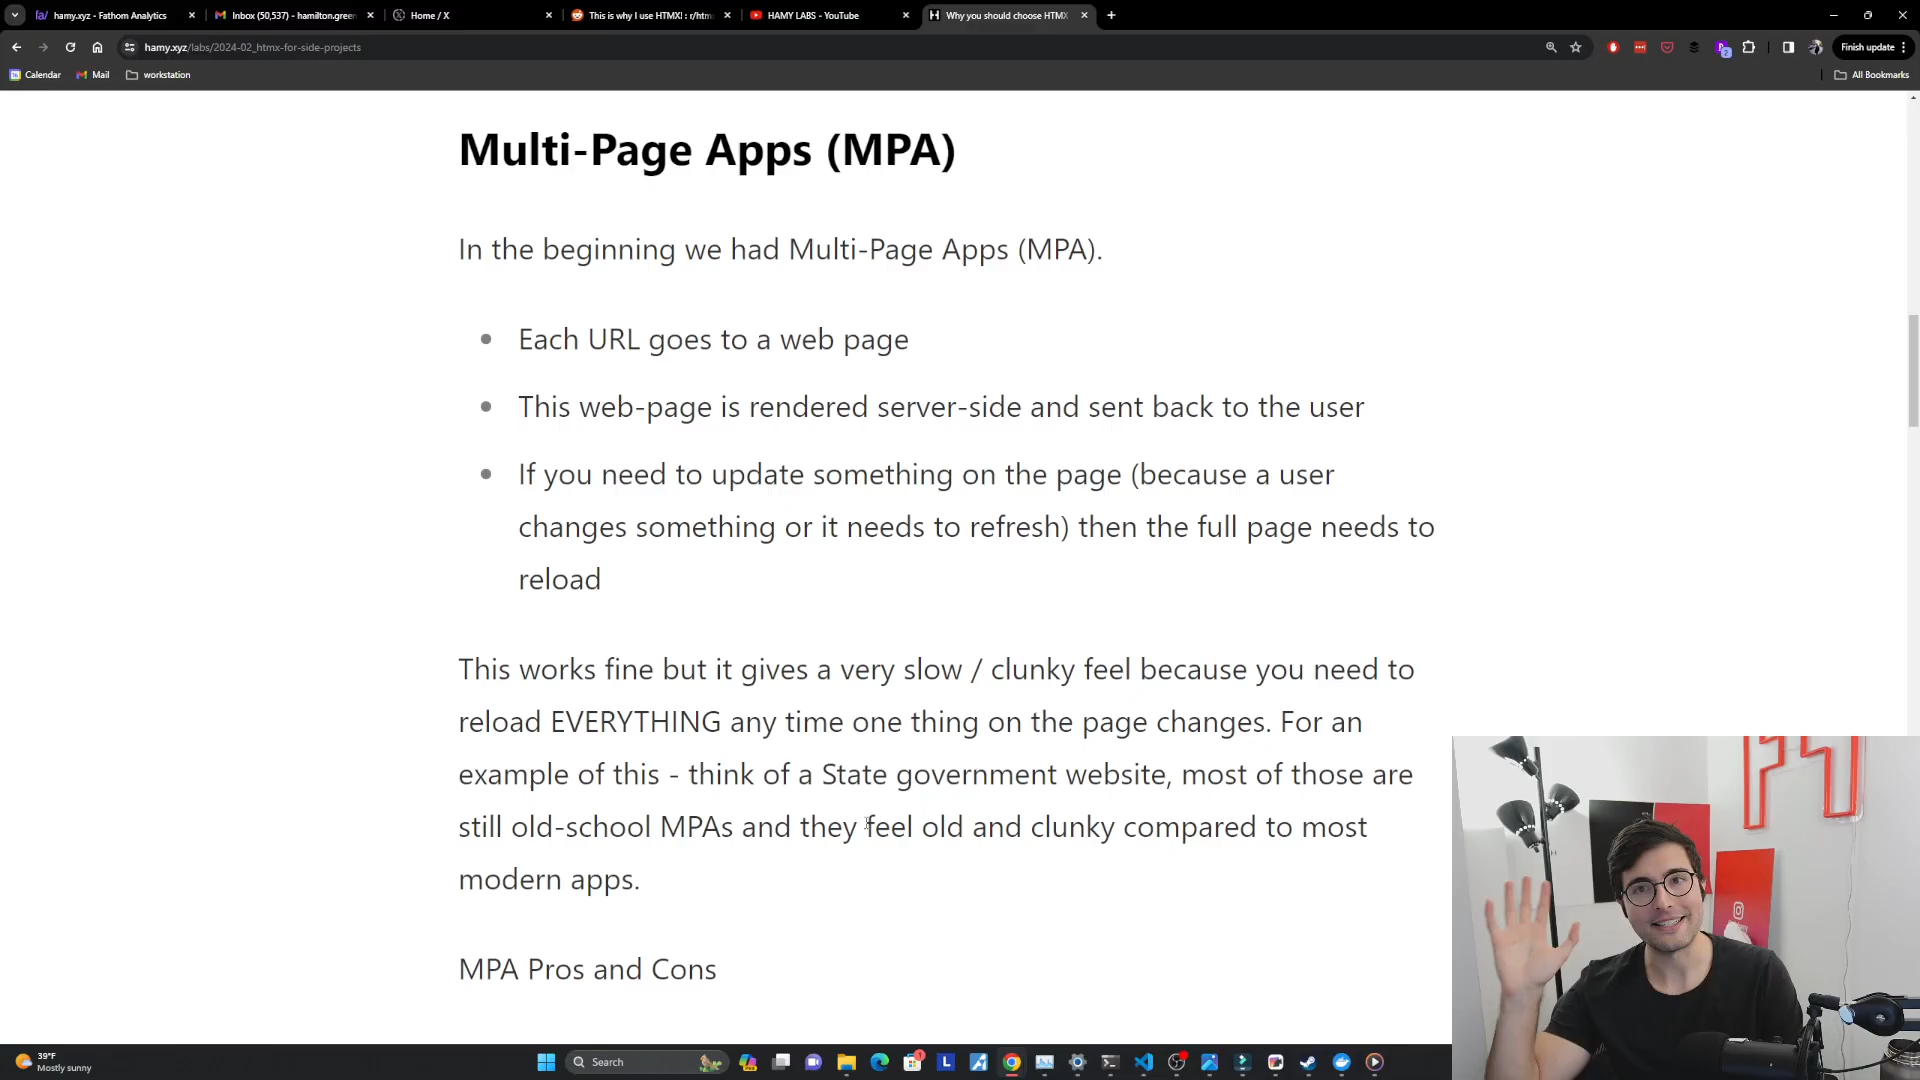 hamy.xyz - Fathom Analytics
Inbox (50,537) - hamilton.green
Home / X
This is why I use HTMX! : r/htm
HAMY LABS - YouTube
Why you should choose HTMX
hamy.xyz/labs/2024-02_htmx-for-side-projects
Finish update
Calendar
Mail
workstation
All Bookmarks
Multi-Page Apps (MPA)
In the beginning we had Multi-Page Apps (MPA).
Each URL goes to a web page
This web-page is rendered server-side and sent back to the user
If you need to update something on the page (because a user
changes something or it needs to refresh) then the full page needs to
reload
This works fine but it gives a very slow / clunky feel because you need to
reload EVERYTHING any time one thing on the page changes. For an
example of this - think of a State government website, most of those are
still old-school MPAs and they feel old and clunky compared to most
modern apps.
MPA Pros and Cons
39°F
Mostly sunny
Search